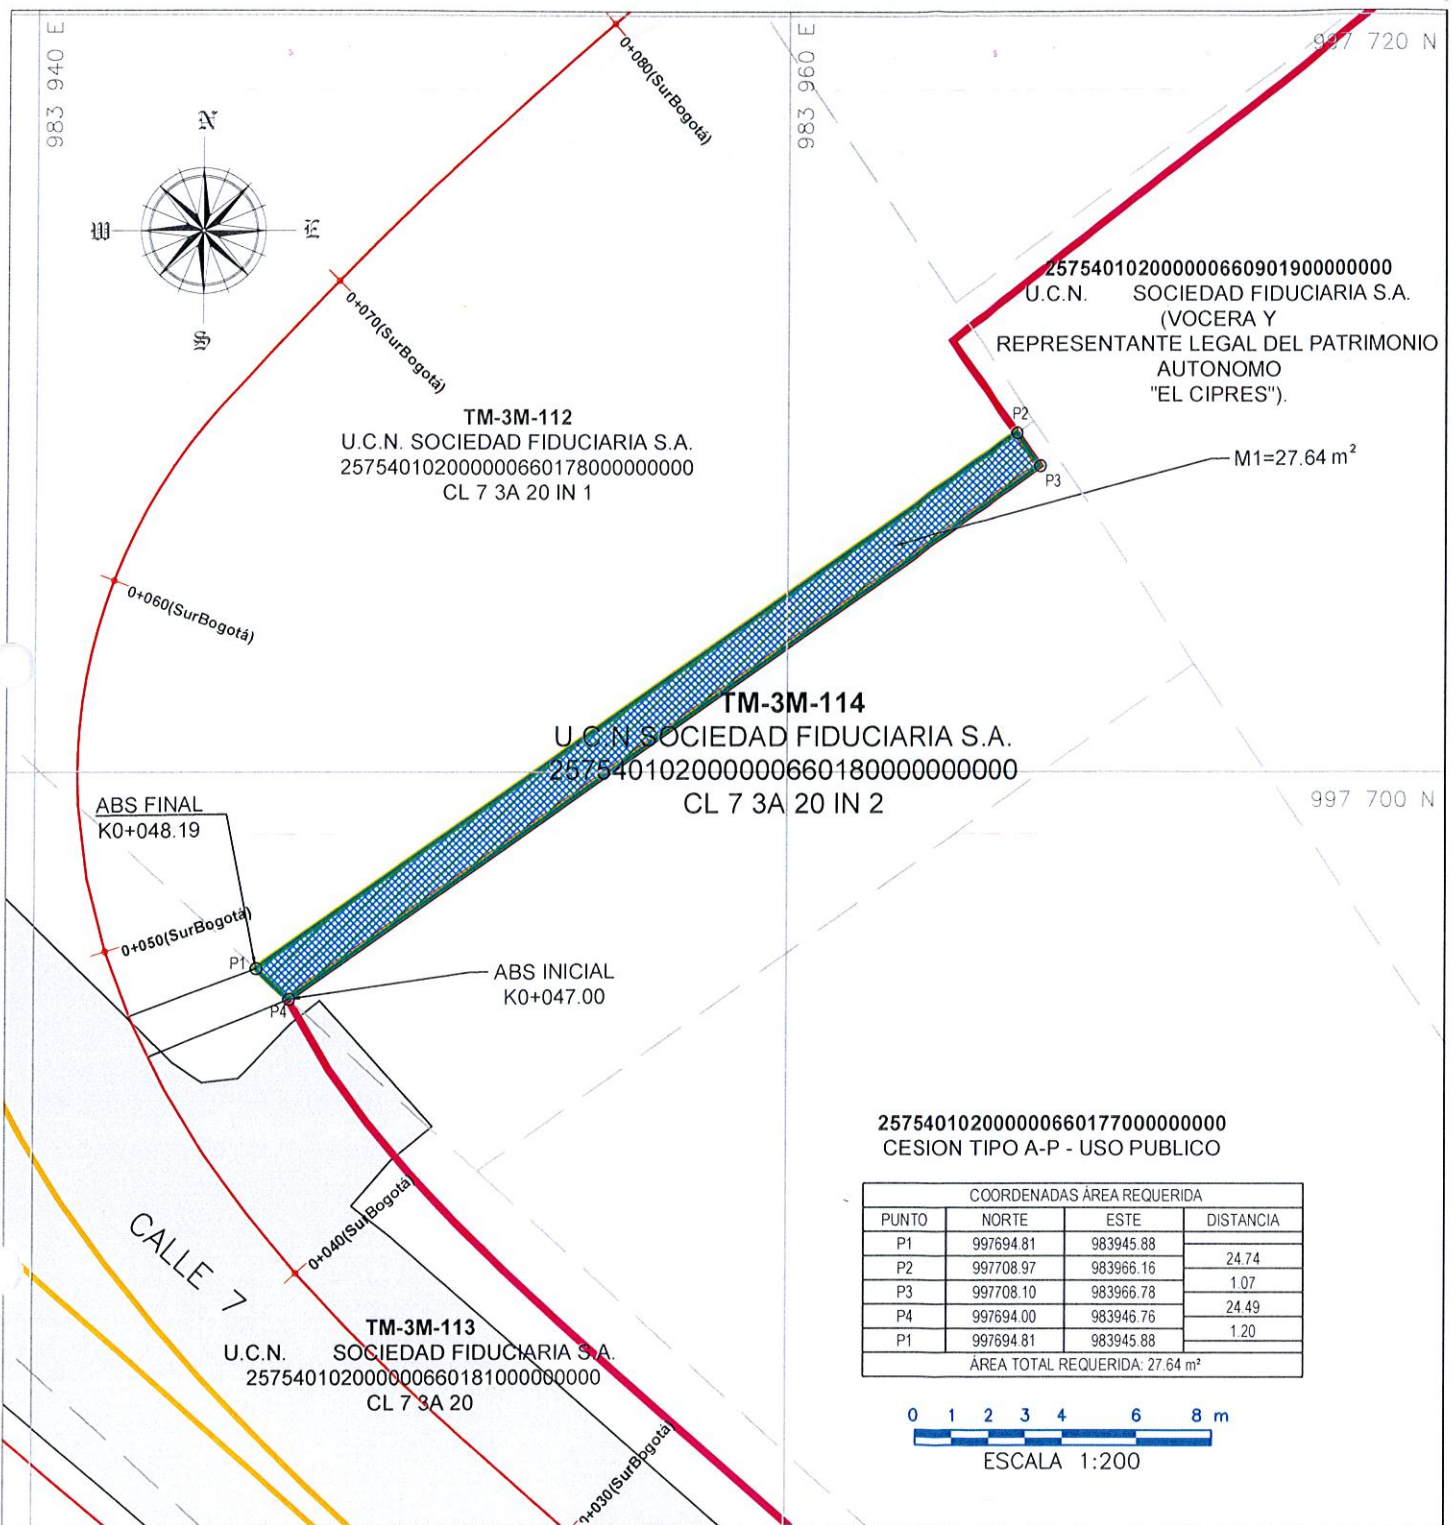 983 940 E
983 960 E
997 720 N
0+080(SurBogotá)
N
W
E
S
0+070(SurBogotá)
257540102000000660901900000000
U.C.N. SOCIEDAD FIDUCIARIA S.A.
(VOCERA Y
REPRESENTANTE LEGAL DEL PATRIMONIO
AUTONOMO
"EL CIPRES").
TM-3M-112
U.C.N. SOCIEDAD FIDUCIARIA S.A.
257540102000000660178000000000
CL 7 3A 20 IN 1
P2
P3
M1=27.64 m²
0+060(SurBogotá)
TM-3M-114
U.C.N SOCIEDAD FIDUCIARIA S.A.
257540102000000660180000000000
CL 7 3A 20 IN 2
997 700 N
ABS FINAL
K0+048.19
0+050(SurBogotá)
P1
ABS INICIAL
K0+047.00
P4
257540102000000660177000000000
CESION TIPO A-P - USO PUBLICO
COORDENADAS ÁREA REQUERIDA
PUNTO NORTE ESTE DISTANCIA
P1 997694.81 983945.88
24.74
P2 997708.97 983966.16
1.07
P3 997708.10 983966.78
24.49
P4 997694.00 983946.76
1.20
P1 997694.81 983945.88
ÁREA TOTAL REQUERIDA: 27.64 m²
0+040(SurBogotá)
CALLE 7
TM-3M-113
U.C.N. SOCIEDAD FIDUCIARIA S.A.
257540102000000660181000000000
CL 7 3A 20
0 1 2 3 4 6 8 m
ESCALA 1:200
0+030(SurBogotá)